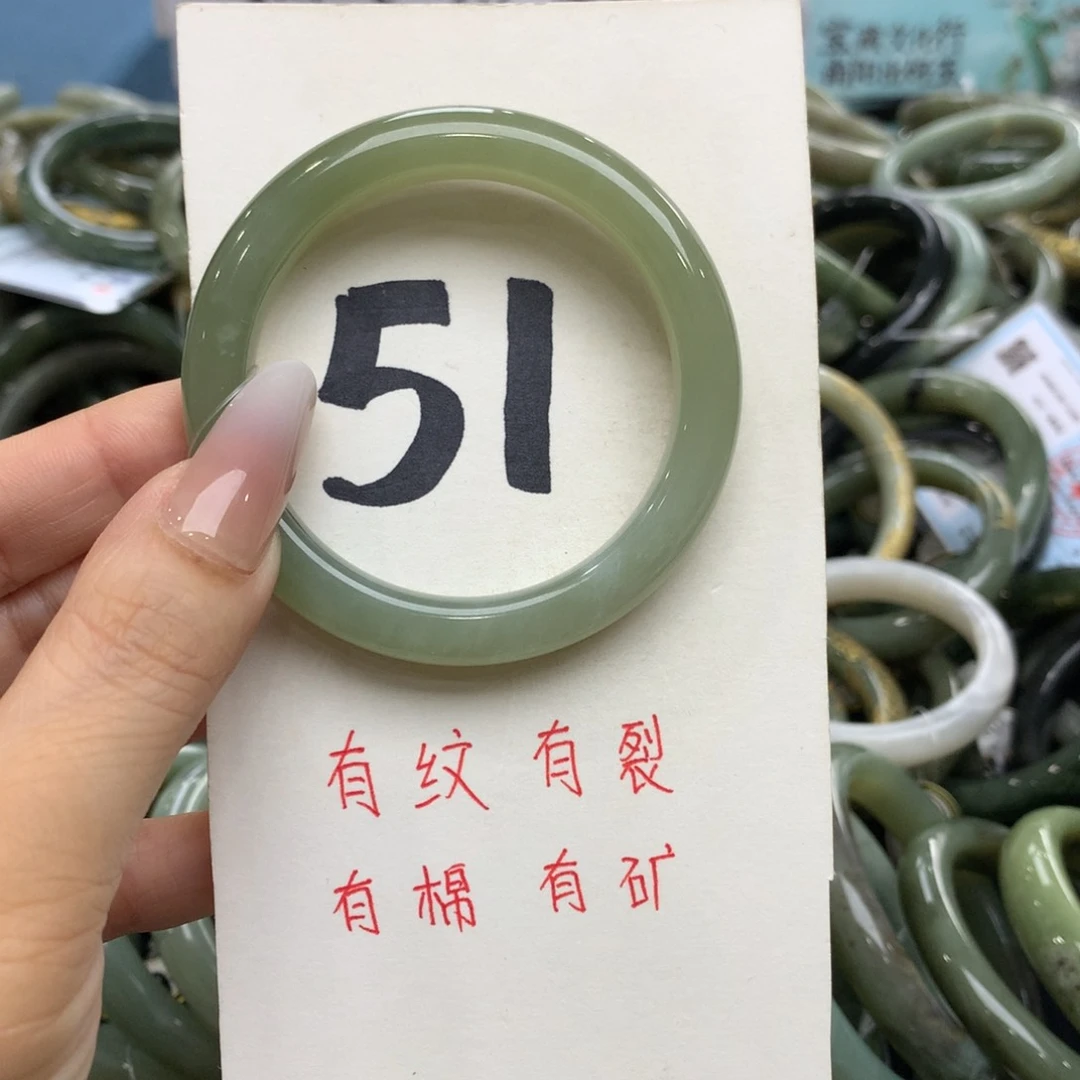 51
有纹 有裂
有棉 有矿